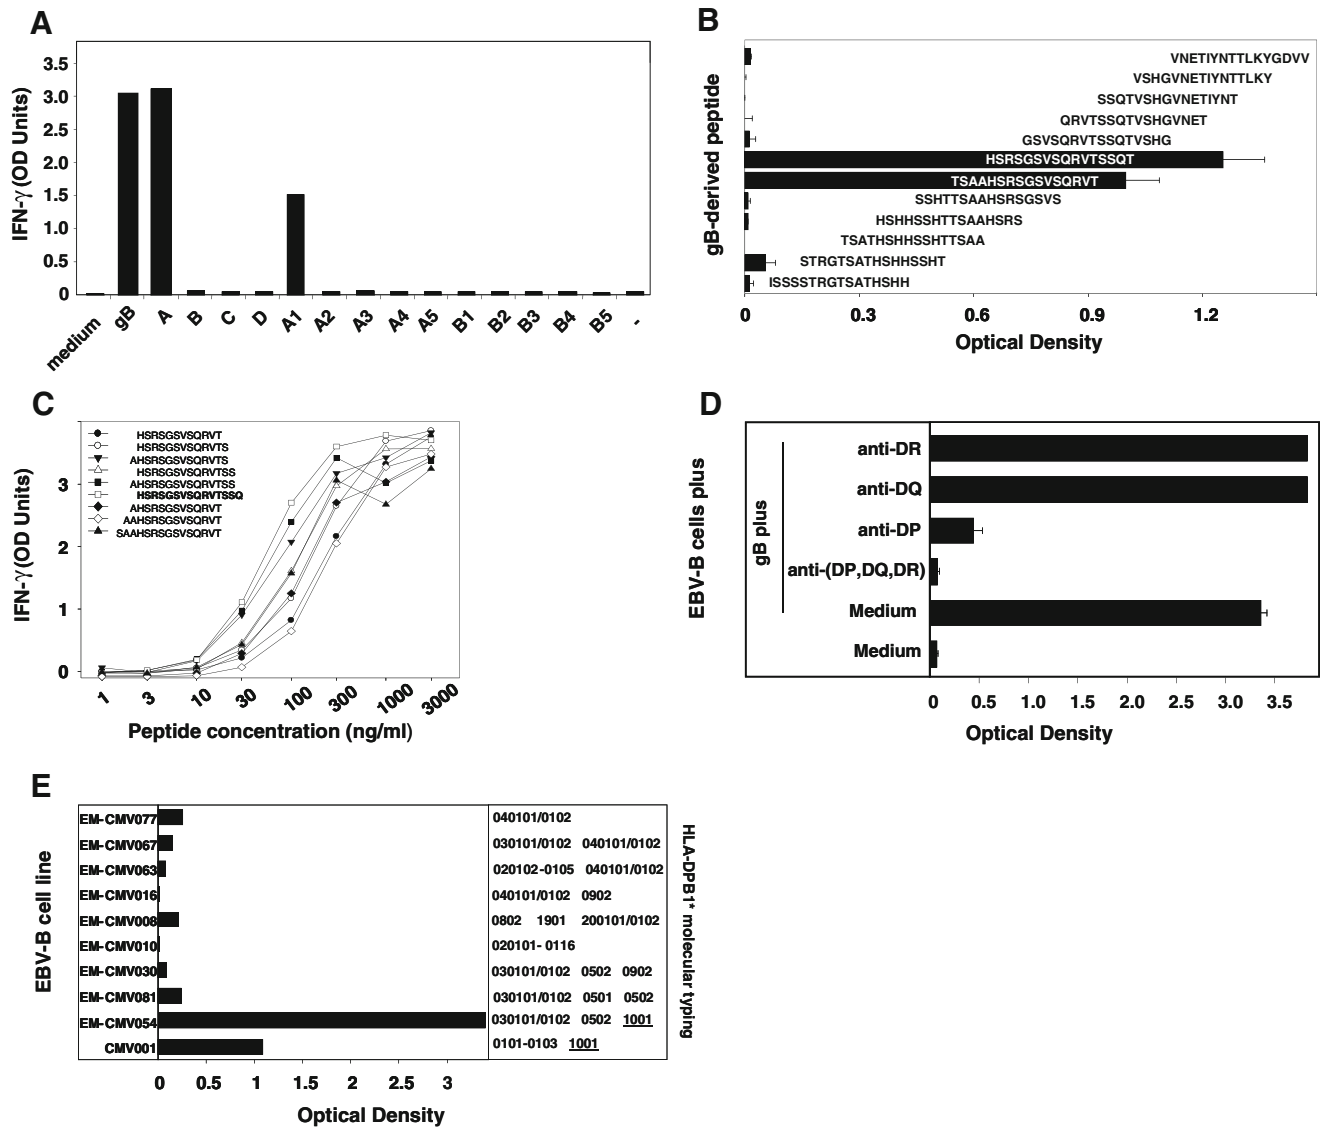 A
IFN-γ (OD Units)
3.5
3.0
2.5
2.0
1.5
1.0
0.5
0
medium gB A B C D A1 A2 A3 A4 A5 B1 B2 B3 B4 B5 -
B
gB-derived peptide
VNETIYNTTLKYGDVV
VSHGVNETIYNTTLKY
SSQTVSHGVNETIYNT
QRVTSSQTVSHGVNET
GSVSQRVTSSQTVSHG
HSRSGSVSQRVTSSQT
TSAAHSRSGSVSQRVT
SSHTTSAAHSRSGSVS
HSHHSSHTTSAAHSRS
TSATHSHHSSHTTSAA
STRGTSATHSHHSSHT
ISSSSTRGTSATHSHH
0 0.3 0.6 0.9 1.2
Optical Density
C
IFN-γ (OD Units)
HSRSGSVSQRVT
HSRSGSVSQRVTS
AHSRSGSVSQRVTS
HSRSGSVSQRVTSS
AHSRSGSVSQRVTSS
HSRSGSVSQRVTSSQ
AHSRSGSVSQRVT
AAHSRSGSVSQRVT
SAAHSRSGSVSQRVT
3
2
1
0
1 3 10 30 100 300 1000 3000
Peptide concentration (ng/ml)
D
EBV-B cells plus
gB plus
anti-DR
anti-DQ
anti-DP
anti-(DP,DQ,DR)
Medium
Medium
0 0.5 1.0 1.5 2.0 2.5 3.0 3.5
Optical Density
E
EBV-B cell line
EM-CMV077 040101/0102
EM-CMV067 030101/0102 040101/0102
EM-CMV063 020102-0105 040101/0102
EM-CMV016 040101/0102 0902
EM-CMV008 0802 1901 200101/0102
EM-CMV010 020101- 0116
EM-CMV030 030101/0102 0502 0902
EM-CMV081 030101/0102 0501 0502
EM-CMV054 030101/0102 0502 1001
CMV001 0101-0103 1001
HLA-DPB1* molecular typing
0 0.5 1 1.5 2 2.5 3
Optical Density